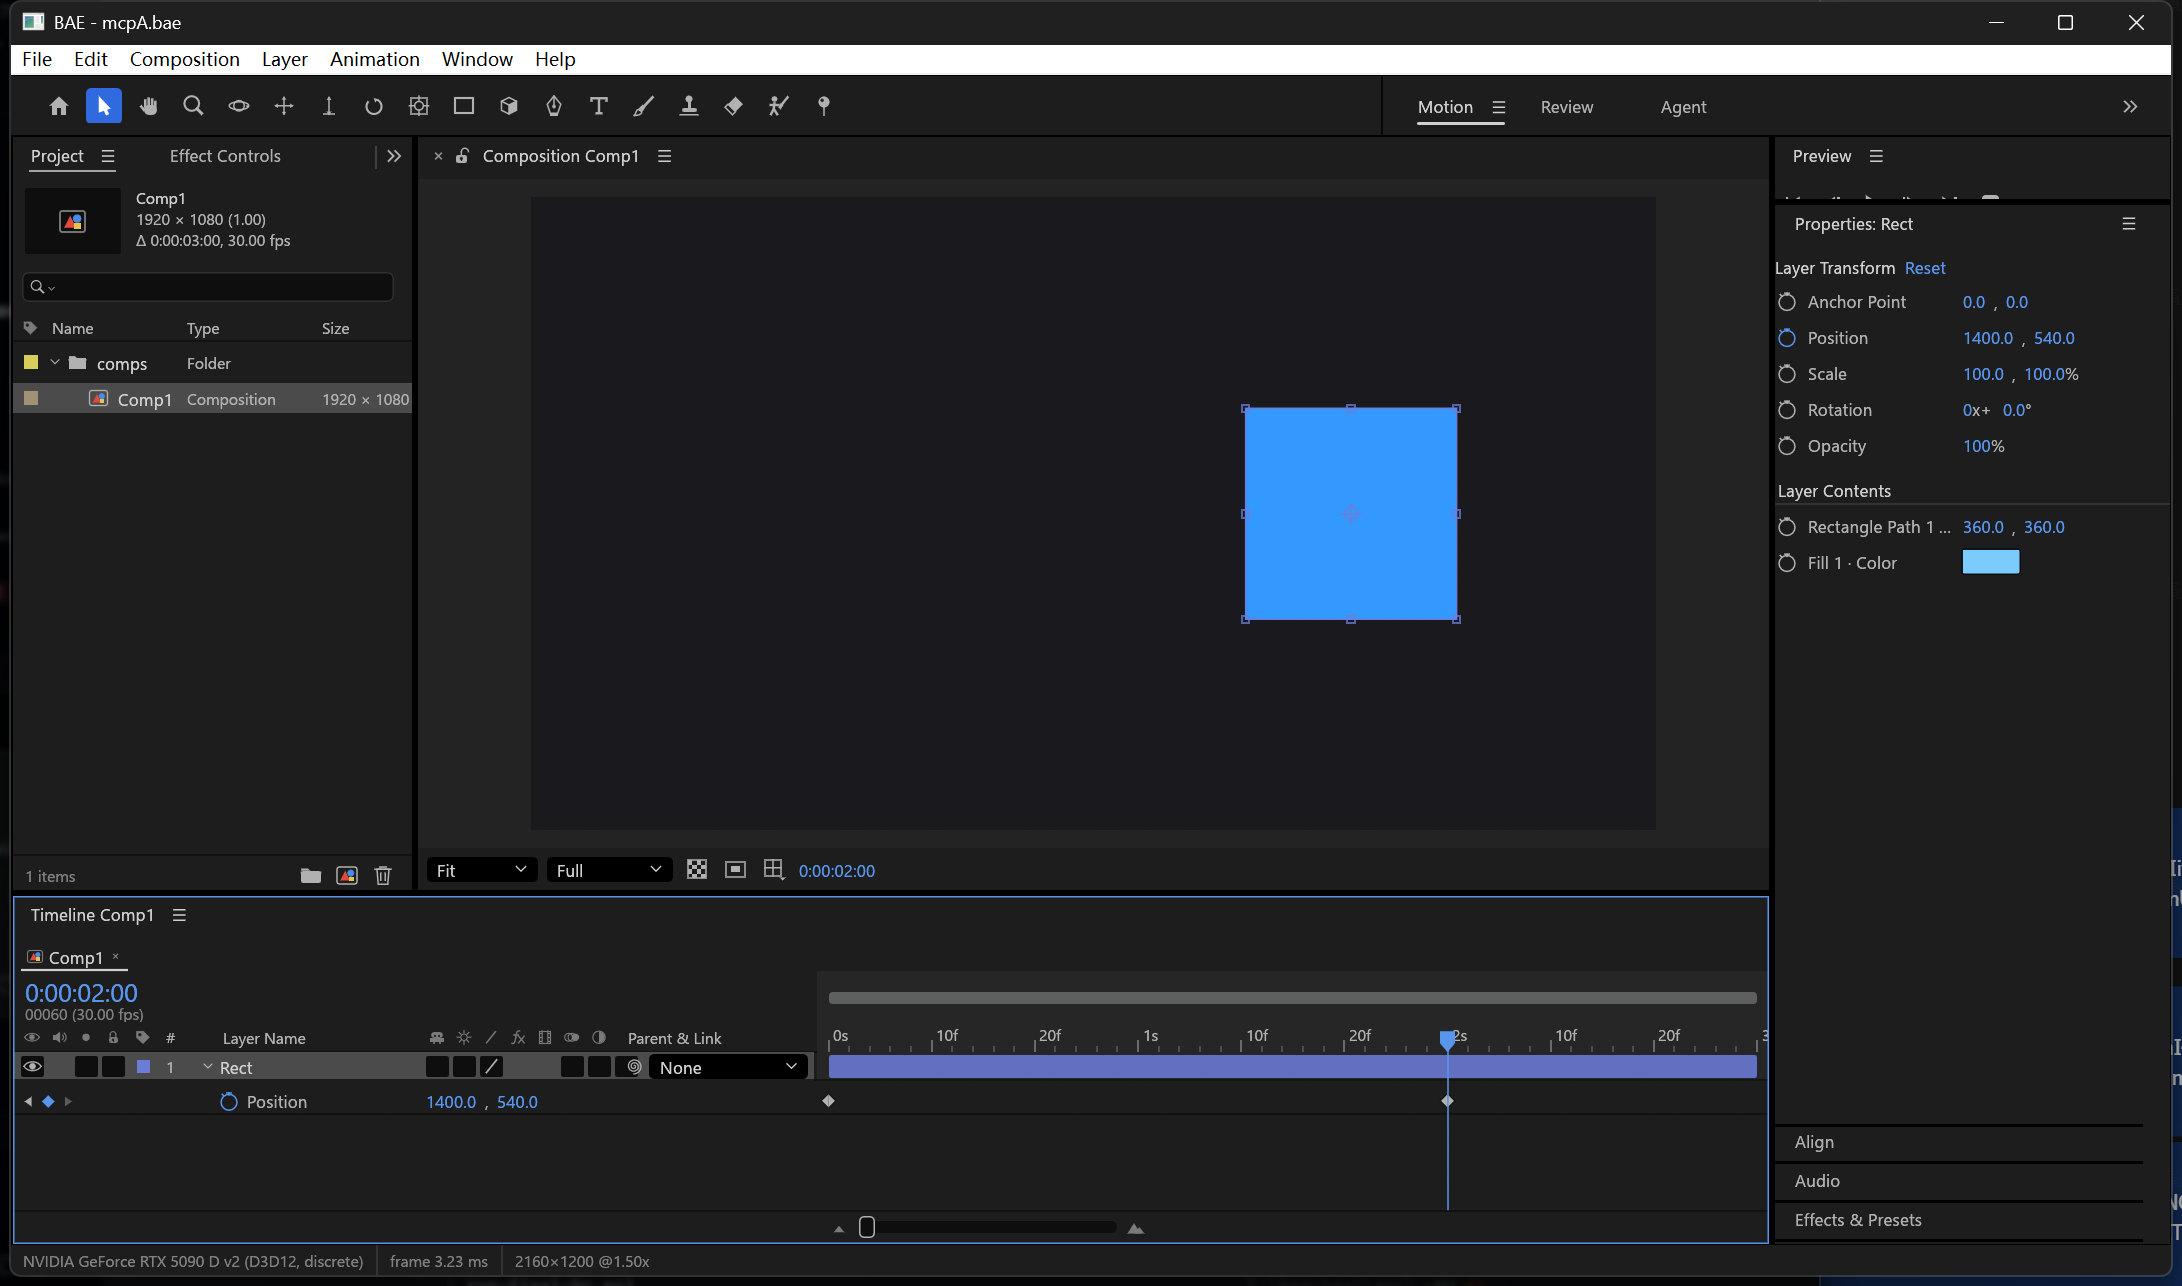 BAE - mcpA.bae
File Edit Composition Layer Animation Window Help
Motion Review Agent
Project Effect Controls
Composition Comp1
Preview
Comp1
1920 × 1080 (1.00)
Δ 0:00:03:00, 30.00 fps
Name Type Size
comps Folder
Comp1 Composition 1920 × 1080
1 items
Fit Full 0:00:02:00
Properties: Rect
Layer Transform Reset
Anchor Point 0.0 , 0.0
Position 1400.0 , 540.0
Scale 100.0 , 100.0%
Rotation 0x+ 0.0°
Opacity 100%
Layer Contents
Rectangle Path 1 ... 360.0 , 360.0
Fill 1 · Color
Align
Audio
Effects & Presets
Timeline Comp1
Comp1
0:00:02:00
00060 (30.00 fps)
# Layer Name fx Parent & Link
0s 10f 20f 1s 10f 20f 2s 10f 20f 3
1 Rect None
Position 1400.0 , 540.0
NVIDIA GeForce RTX 5090 D v2 (D3D12, discrete) frame 3.23 ms 2160×1200 @1.50x